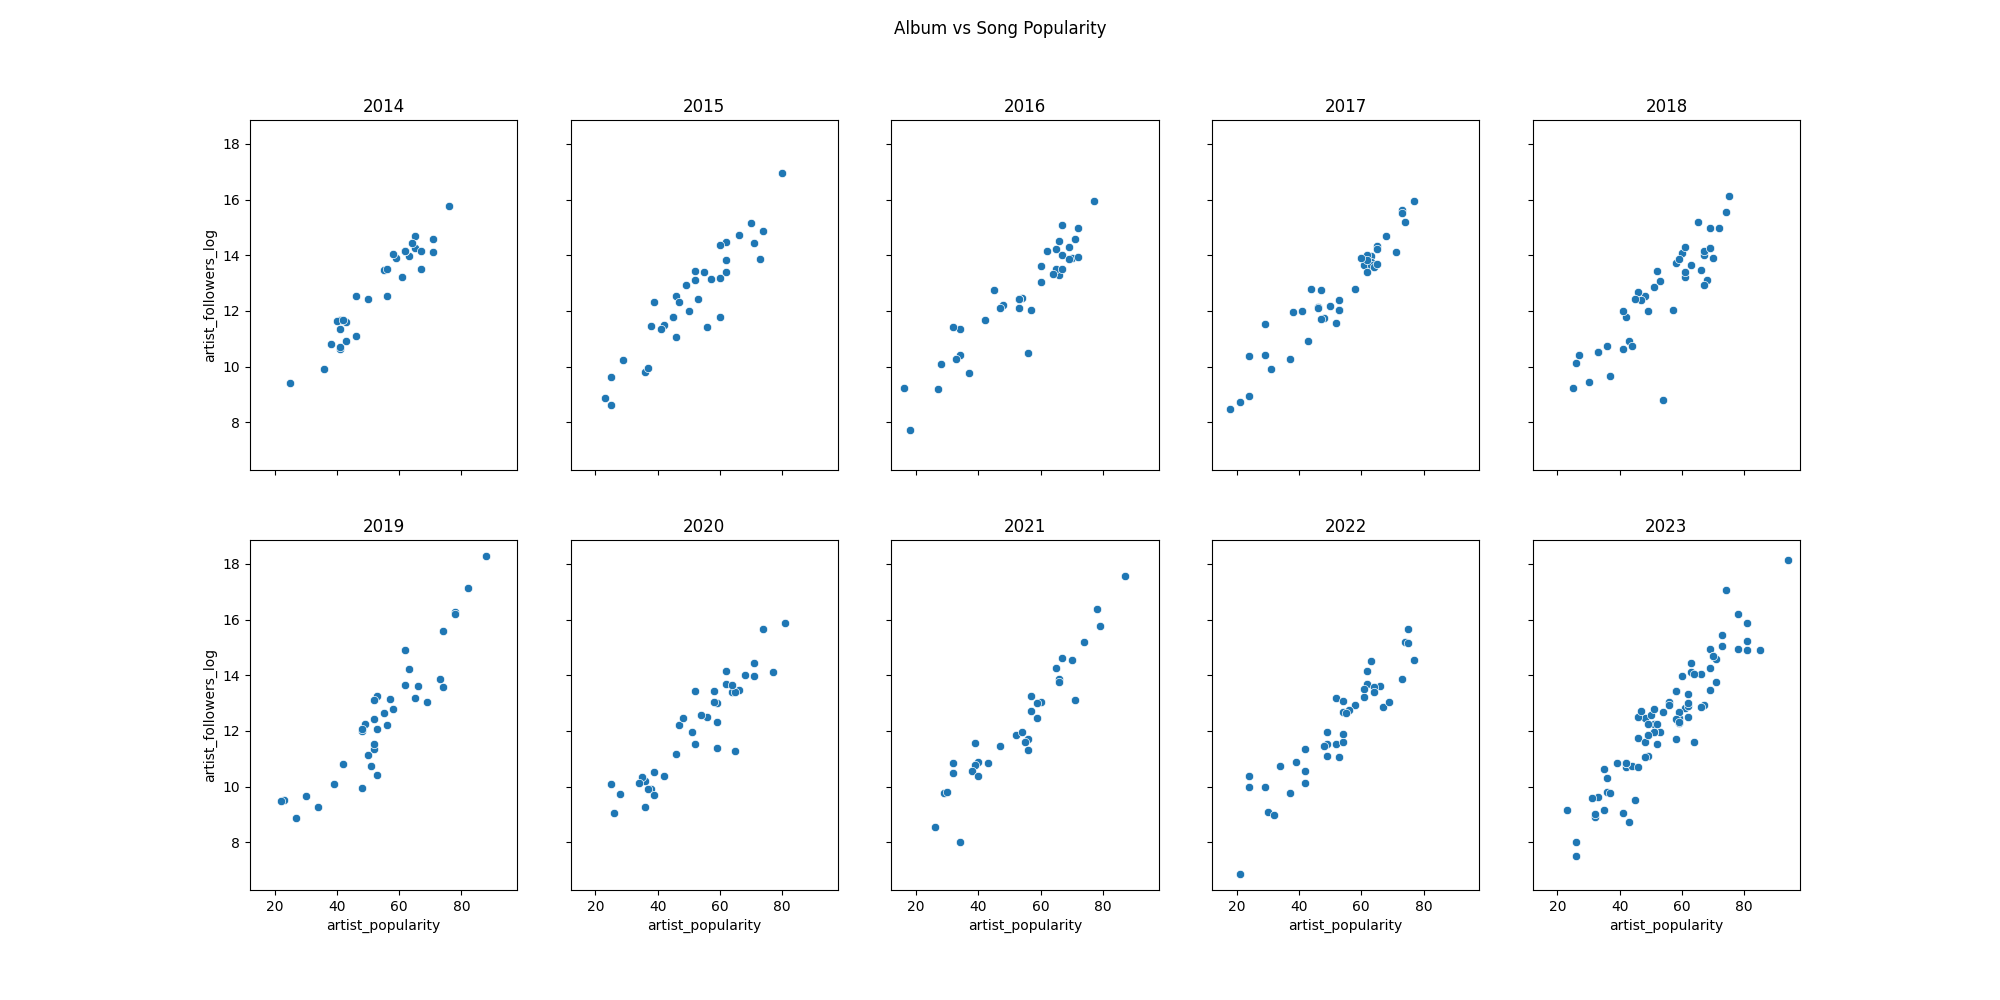 Album vs Song Popularity
2014
2015
2016
2017
2018
18
16
14
12
10
8
artist_followers_log
2019
2020
2021
2022
2023
18
16
14
12
10
8
artist_followers_log
20 40 60 80
20 40 60 80
20 40 60 80
20 40 60 80
20 40 60 80
artist_popularity
artist_popularity
artist_popularity
artist_popularity
artist_popularity